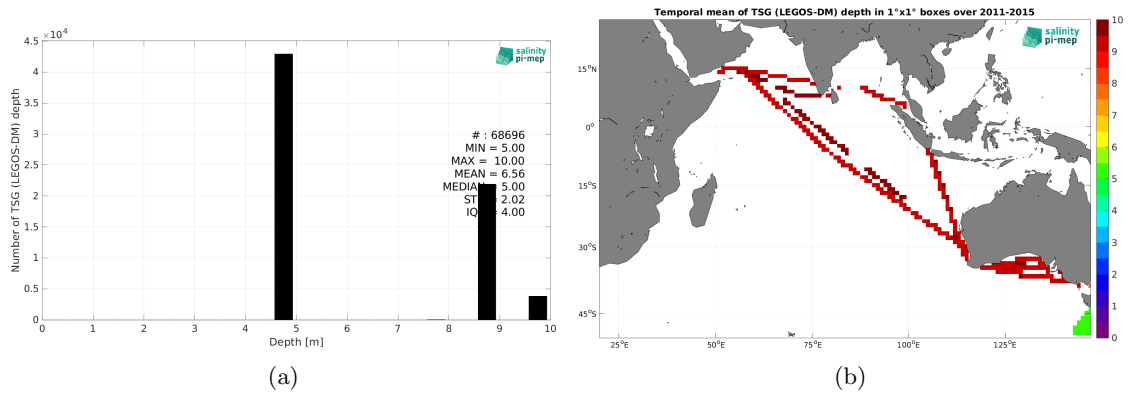 ×10⁴
4.5
4
3.5
3
2.5
2
1.5
1
0.5
0
Number of TSG (LEGOS-DM) depth
salinity
pi-mep
# : 68696
MIN = 5.00
MAX = 10.00
MEAN = 6.56
MEDIAN = 5.00
ST = 2.02
IQ = 4.00
0 1 2 3 4 5 6 7 8 9 10
Depth [m]
(a)
Temporal mean of TSG (LEGOS-DM) depth in 1°x1° boxes over 2011-2015
salinity
pi-mep
15°N
0°
15°S
30°S
45°S
25°E 50°E 75°E 100°E 125°E
10
9
8
7
6
5
4
3
2
1
0
(b)